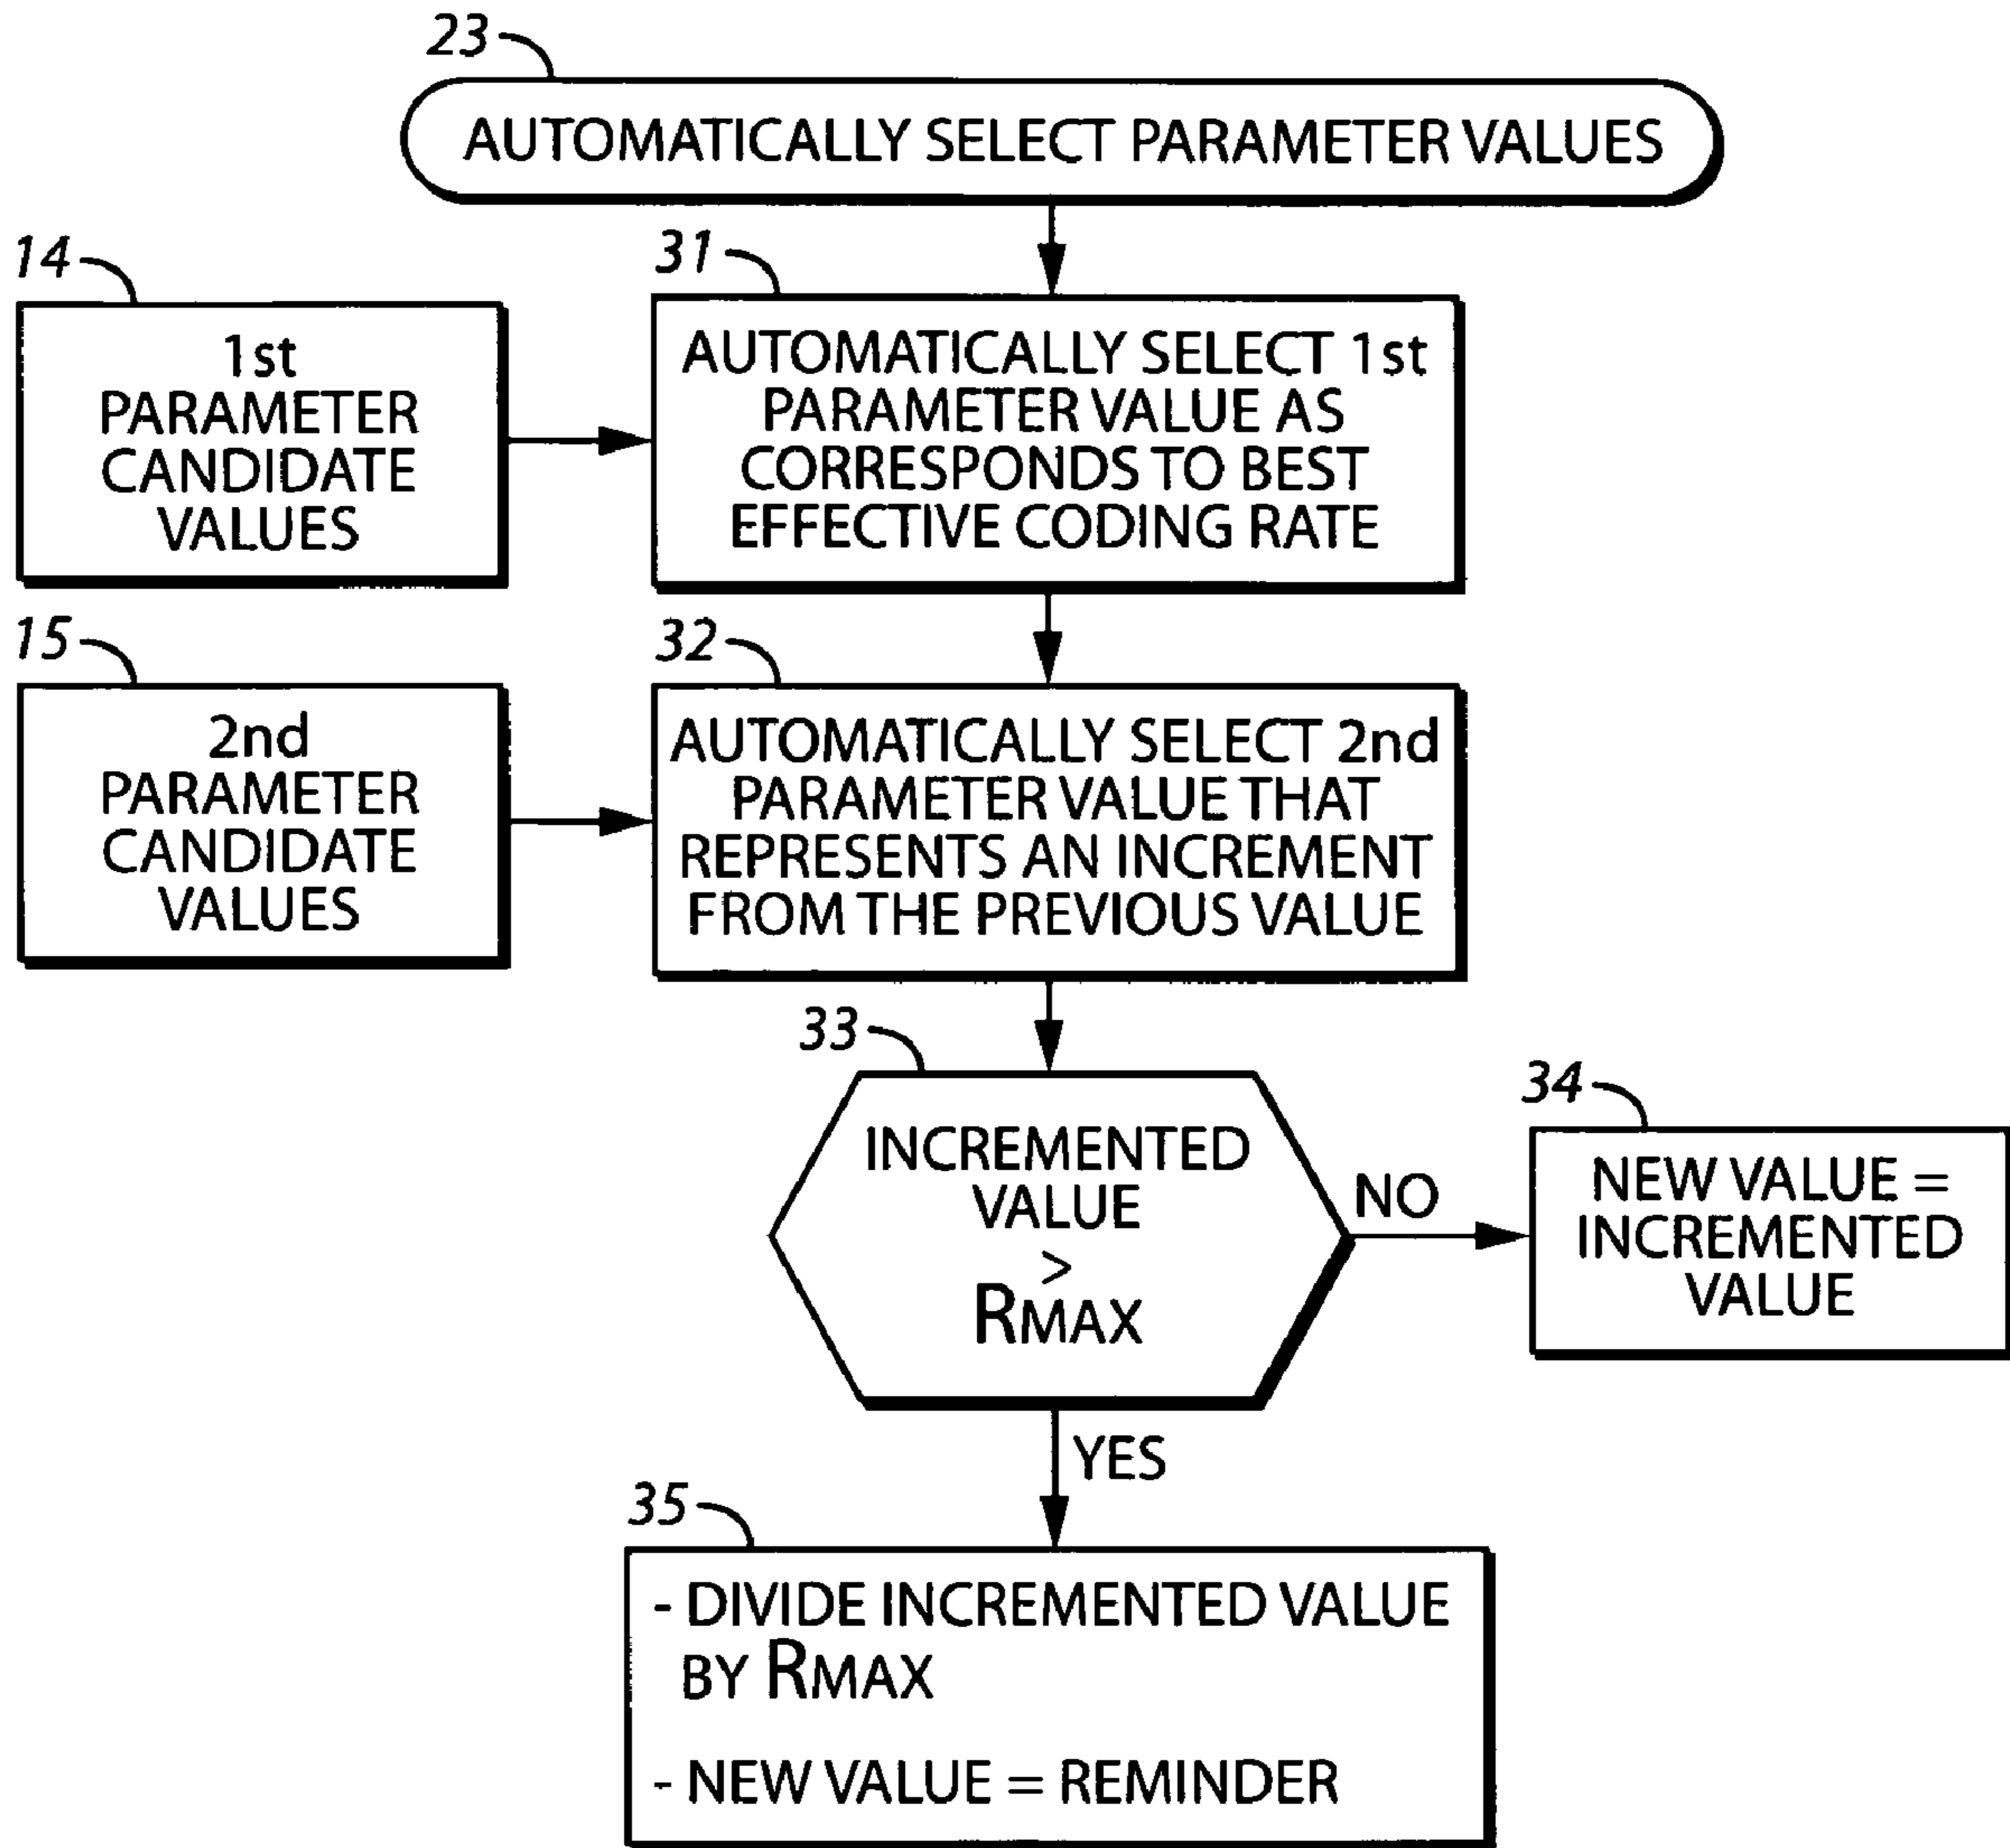 23
AUTOMATICALLY SELECT PARAMETER VALUES
14
1st
PARAMETER
CANDIDATE
VALUES
31
AUTOMATICALLY SELECT 1st
PARAMETER VALUE AS
CORRESPONDS TO BEST
EFFECTIVE CODING RATE
15
2nd
PARAMETER
CANDIDATE
VALUES
32
AUTOMATICALLY SELECT 2nd
PARAMETER VALUE THAT
REPRESENTS AN INCREMENT
FROM THE PREVIOUS VALUE
33
INCREMENTED
VALUE
>
RMAX
NO
34
NEW VALUE =
INCREMENTED
VALUE
YES
35
- DIVIDE INCREMENTED VALUE
BY RMAX
- NEW VALUE = REMINDER